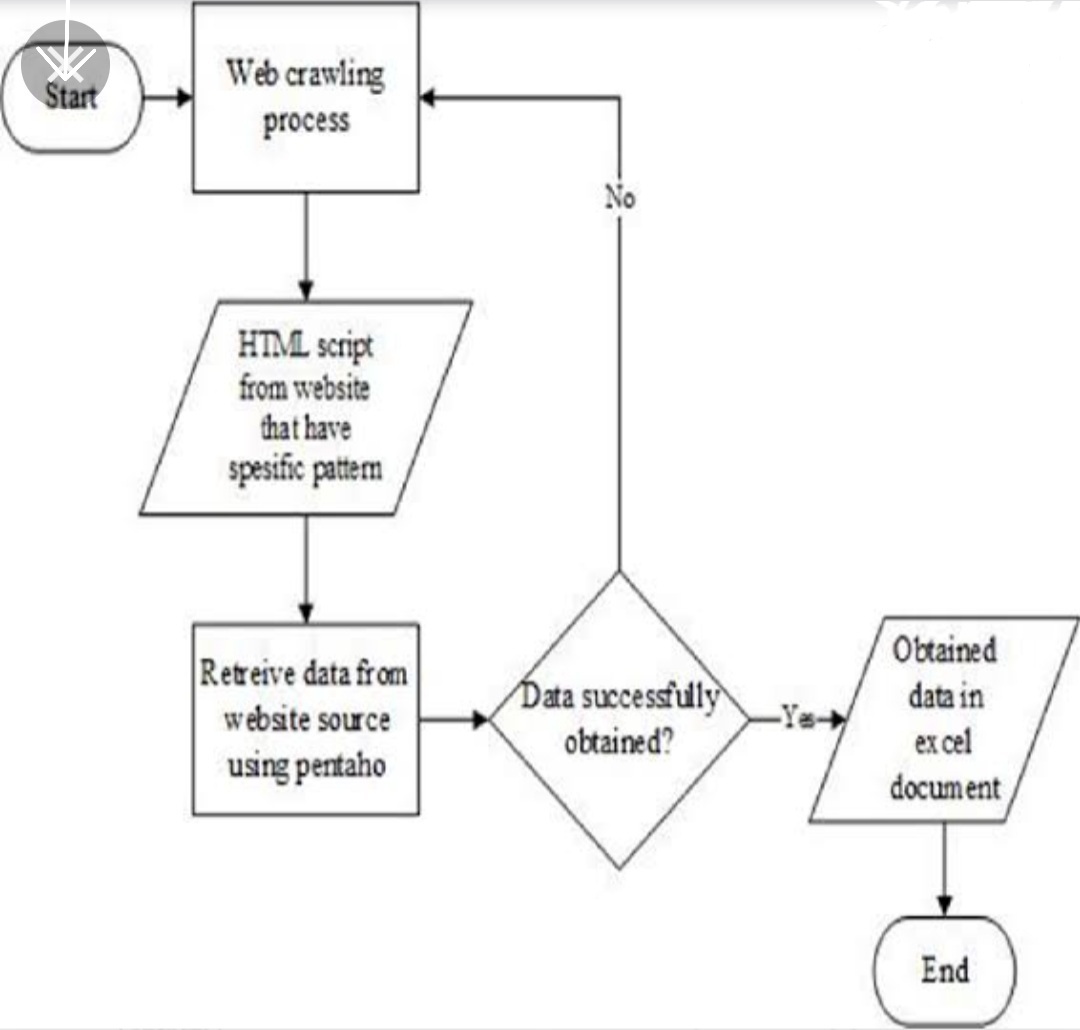 Start
Web crawling
process
No
HTML script
from website
that have
spesific pattern
Retreive data from
website source
using pentaho
Data successfully
obtained?
Yes
Obtained
data in
excel
document
End